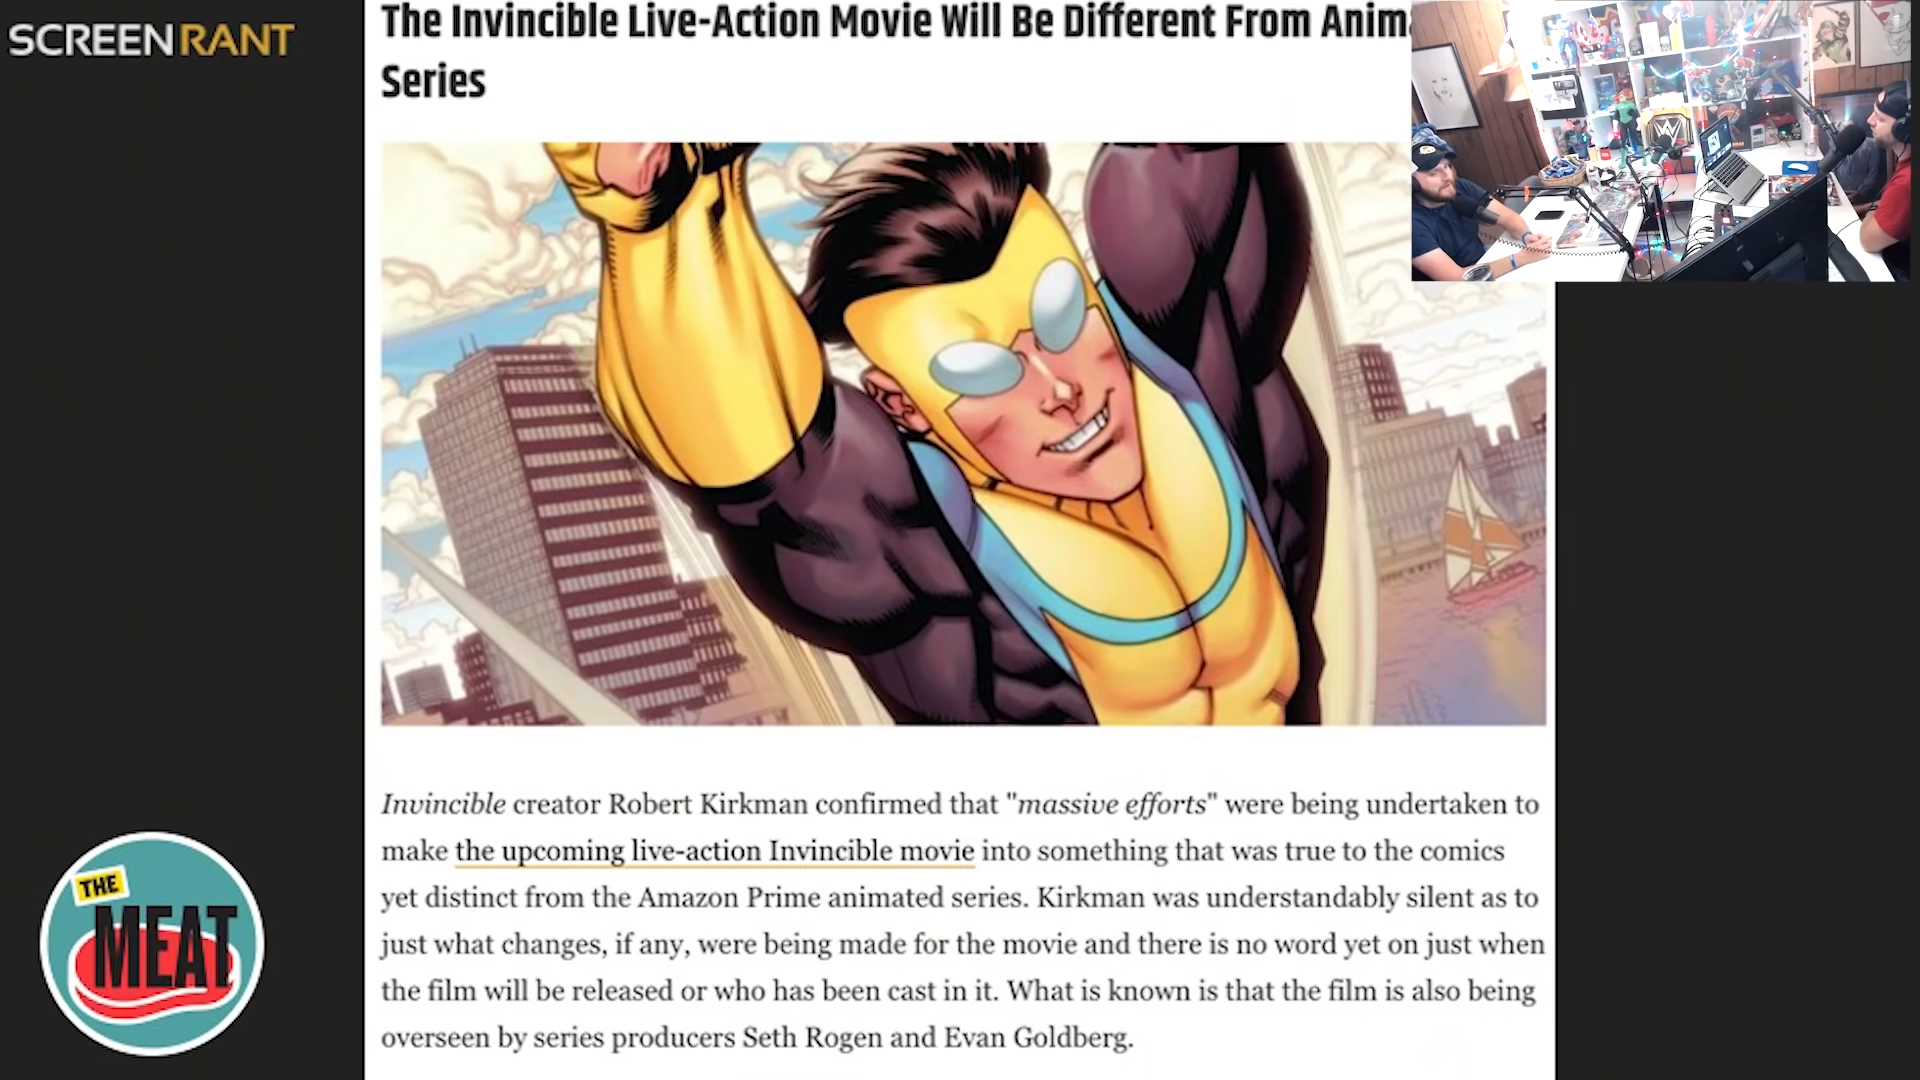 SCREENRANT
The Invincible Live-Action Movie Will Be Different From Anima
Series
Invincible creator Robert Kirkman confirmed that "massive efforts" were being undertaken to
make the upcoming live-action Invincible movie into something that was true to the comics
yet distinct from the Amazon Prime animated series. Kirkman was understandably silent as to
just what changes, if any, were being made for the movie and there is no word yet on just when
the film will be released or who has been cast in it. What is known is that the film is also being
overseen by series producers Seth Rogen and Evan Goldberg.
THE
MEAT